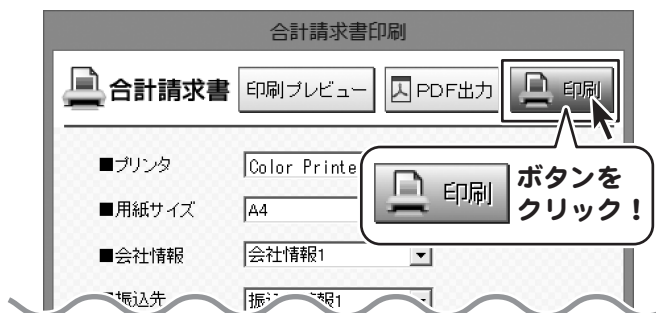 合計請求書印刷
合計請求書 印刷プレビュー PDF出力 印刷
■プリンタ Color Printe
■用紙サイズ A4
印刷 ボタンを
クリック！
■会社情報 会社情報1
振込先